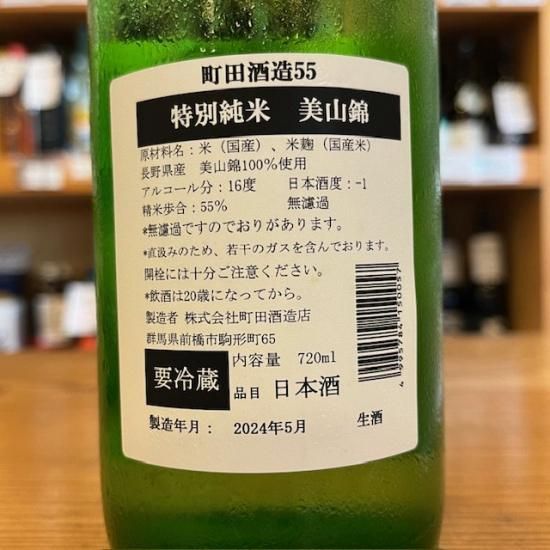 町田酒造55
特別純米 美山錦
原材料名：米（国産）、米麹（国産米）
長野県産 美山錦100％使用
アルコール分：16度 日本酒度：-1
精米歩合：55％ 無濾過
*無濾過ですのでおりがあります。
*直汲みのため、若干のガスを含んでおります。
開栓には十分ご注意ください。
*飲酒は20歳になってから。
製造者 株式会社町田酒造店
群馬県前橋市駒形町65
要冷蔵
内容量 720ml
品目 日本酒
製造年月： 2024年5月 生酒
4 995784 150057